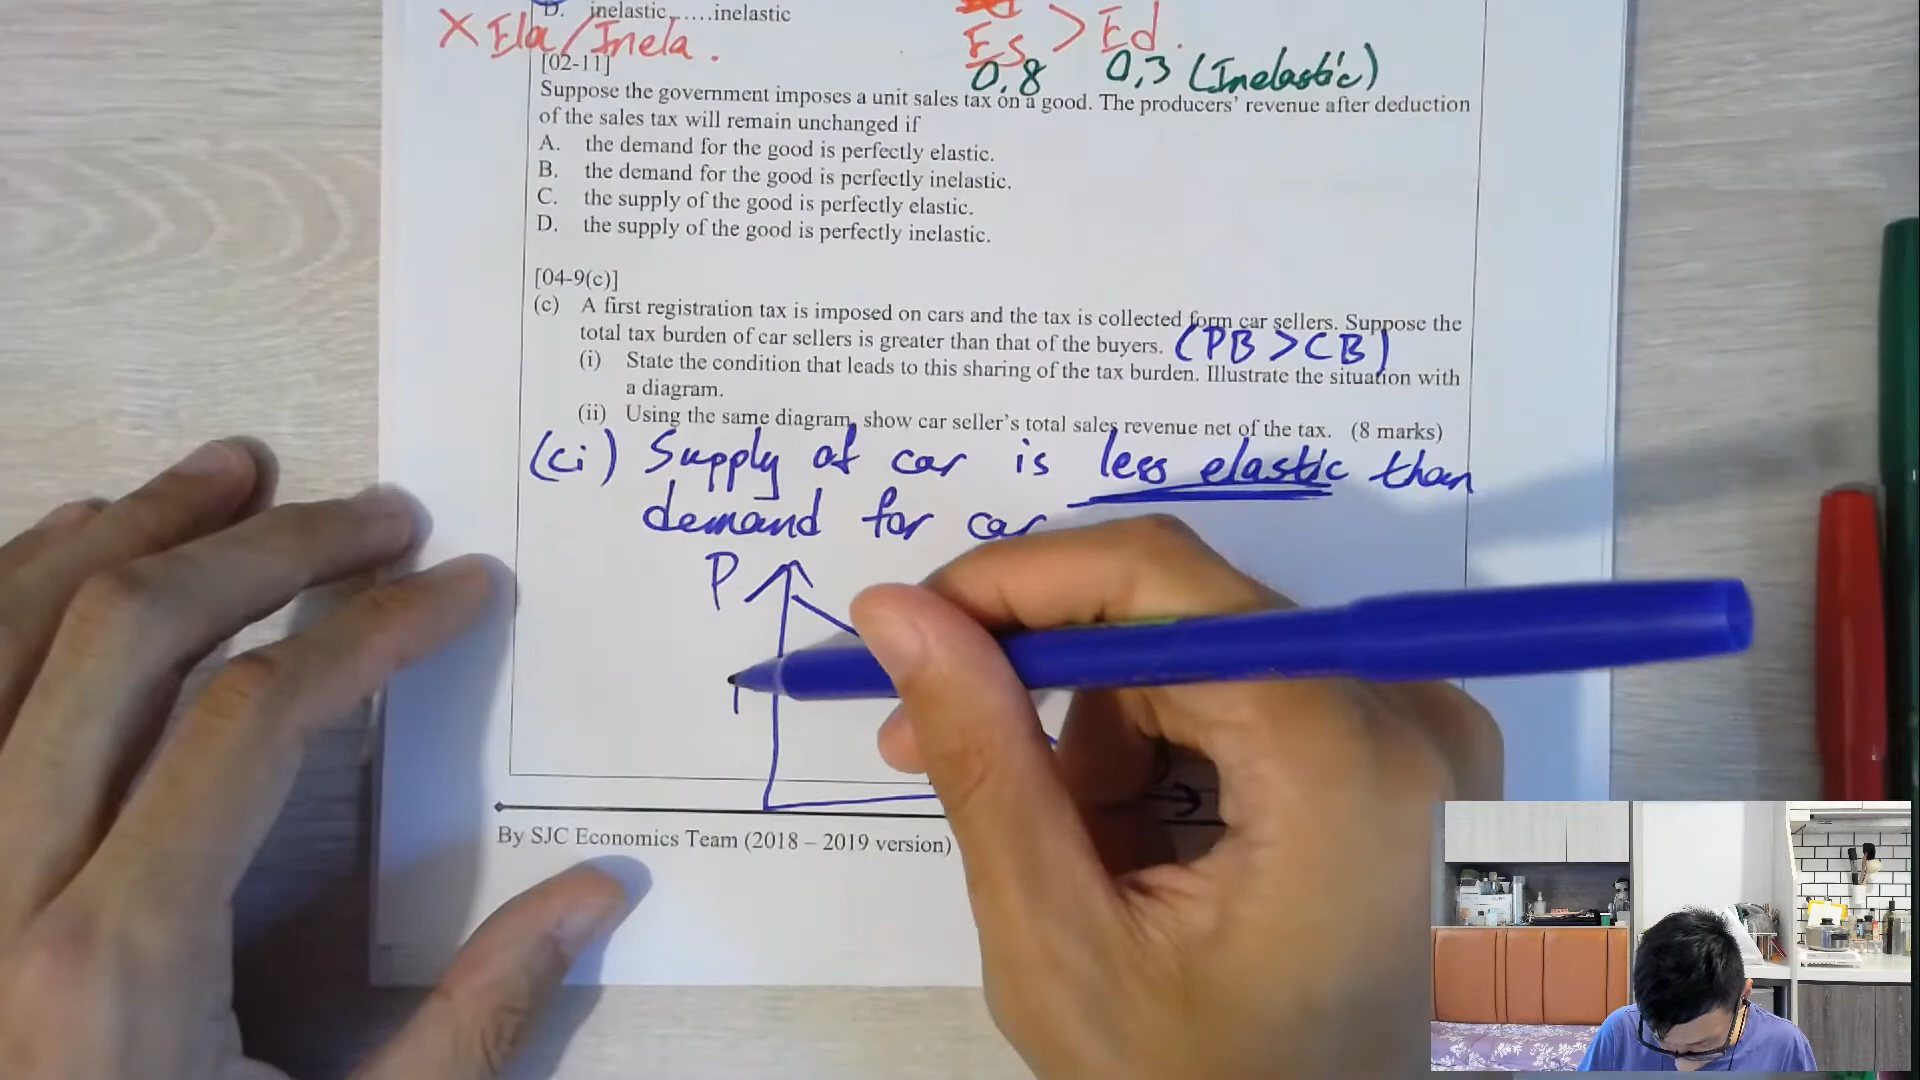 D. inelastic……inelastic
X Ela/Inela.
Es > Ed.
0.8 0.3 (Inelastic)
[02-11]
Suppose the government imposes a unit sales tax on a good. The producers' revenue after deduction
of the sales tax will remain unchanged if
A. the demand for the good is perfectly elastic.
B. the demand for the good is perfectly inelastic.
C. the supply of the good is perfectly elastic.
D. the supply of the good is perfectly inelastic.
[04-9(c)]
(c) A first registration tax is imposed on cars and the tax is collected form car sellers. Suppose the
total tax burden of car sellers is greater than that of the buyers. (PB > CB)
(i) State the condition that leads to this sharing of the tax burden. Illustrate the situation with
a diagram.
(ii) Using the same diagram, show car seller's total sales revenue net of the tax. (8 marks)
(ci) Supply of car is less elastic than
demand for car
P
By SJC Economics Team (2018 – 2019 version)